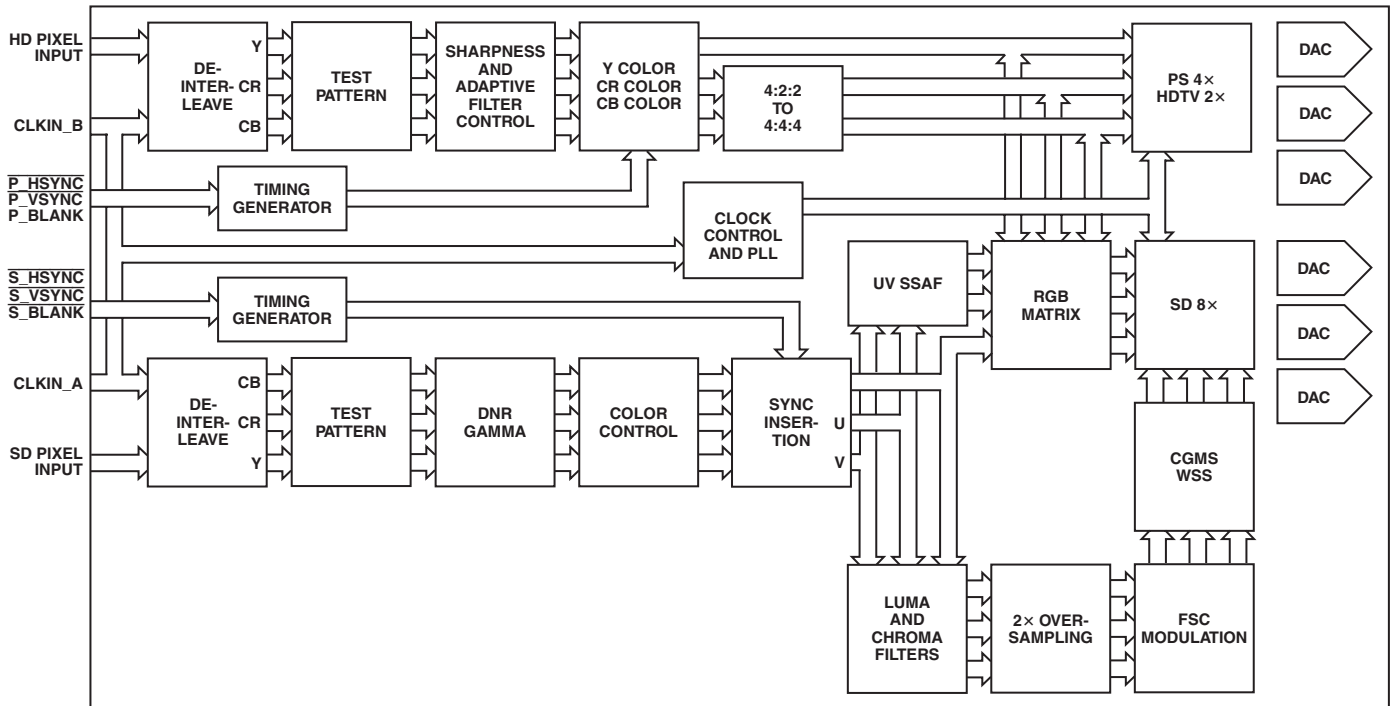 HD PIXEL
INPUT
CLKIN_B
P_HSYNC
P_VSYNC
P_BLANK
S_HSYNC
S_VSYNC
S_BLANK
CLKIN_A
SD PIXEL
INPUT
DE-
INTER-
LEAVE
Y
CR
CB
TEST
PATTERN
SHARPNESS
AND
ADAPTIVE
FILTER
CONTROL
Y COLOR
CR COLOR
CB COLOR
4:2:2
TO
4:4:4
PS 4×
HDTV 2×
DAC
DAC
DAC
TIMING
GENERATOR
CLOCK
CONTROL
AND PLL
TIMING
GENERATOR
UV SSAF
RGB
MATRIX
SD 8×
DAC
DAC
DAC
DE-
INTER-
LEAVE
CB
CR
Y
TEST
PATTERN
DNR
GAMMA
COLOR
CONTROL
SYNC
INSER-
TION
U
V
CGMS
WSS
LUMA
AND
CHROMA
FILTERS
2× OVER-
SAMPLING
FSC
MODULATION